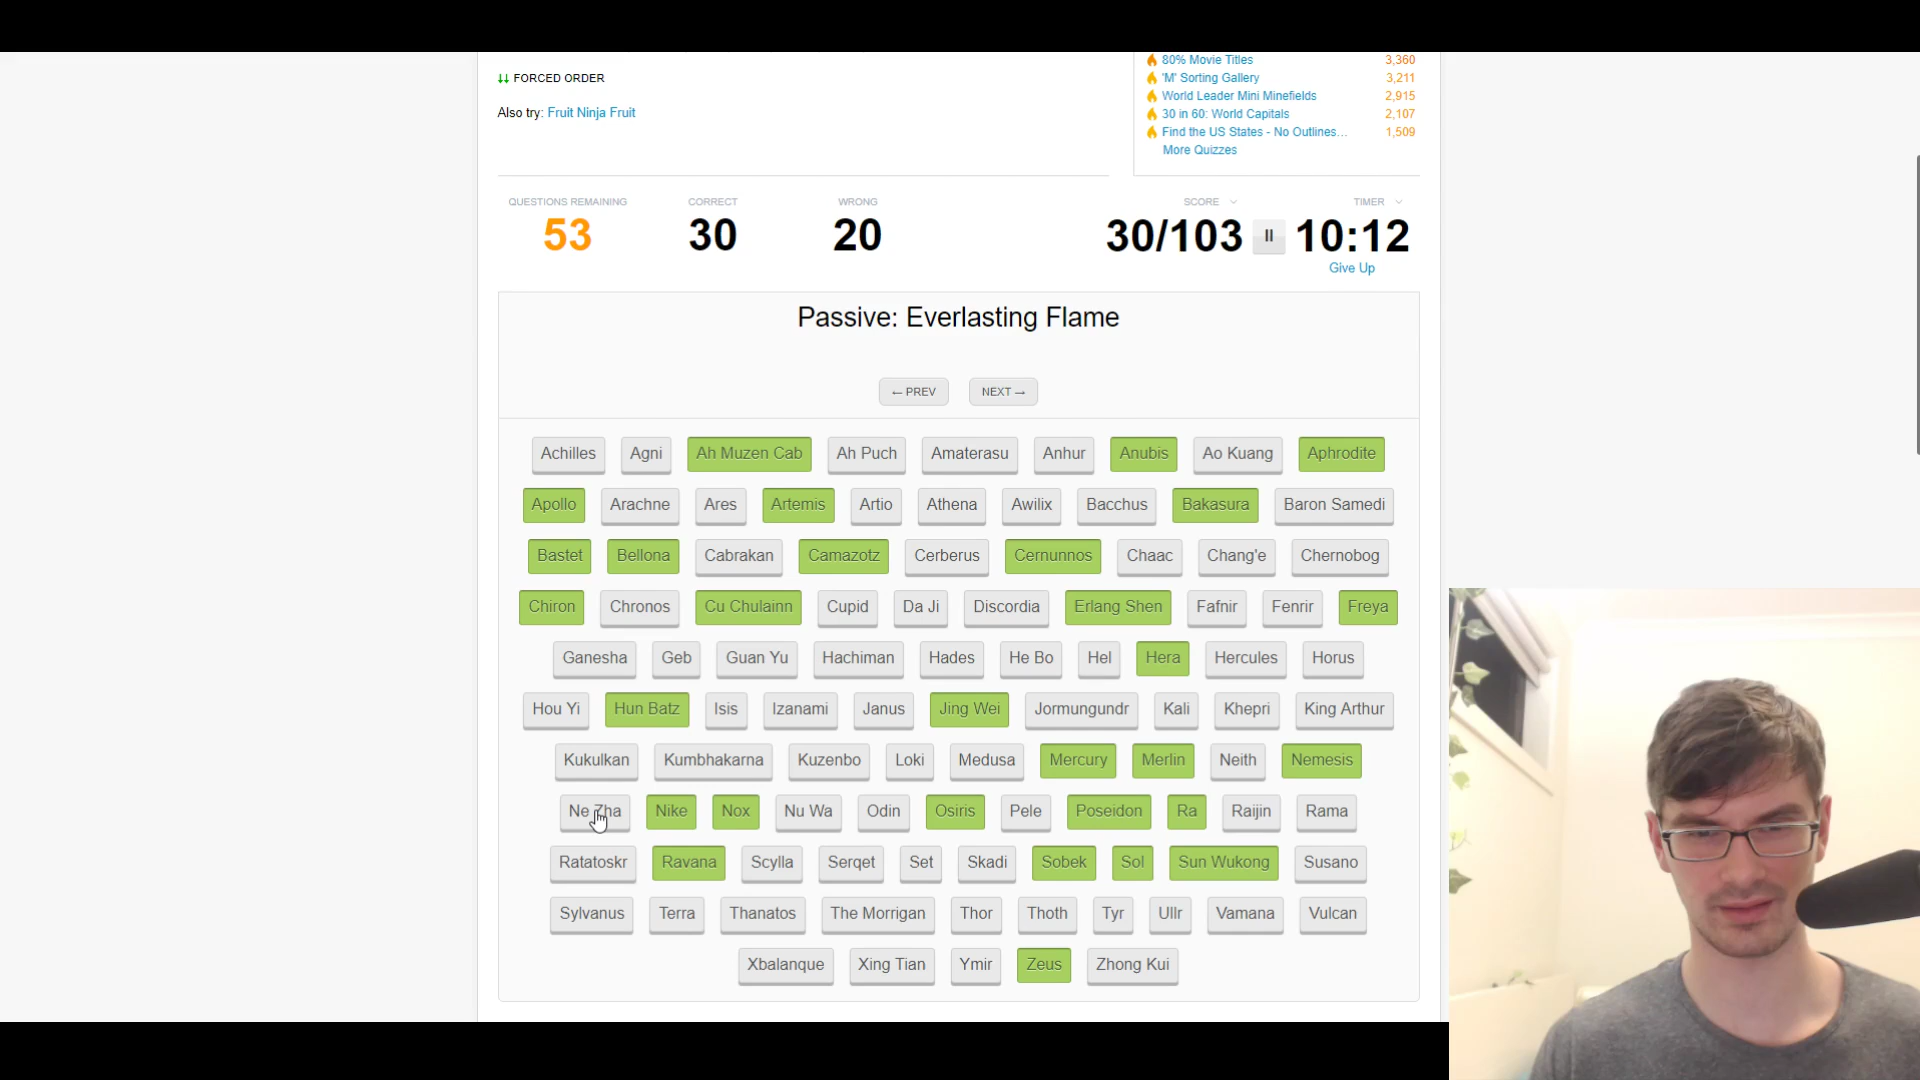 80% Movie Titles 3,360
FORCED ORDER
'M' Sorting Gallery 3,211
World Leader Mini Minefields 2,915
Also try: Fruit Ninja Fruit
30 in 60: World Capitals 2,107
Find the US States - No Outlines... 1,509
More Quizzes
QUESTIONS REMAINING CORRECT WRONG SCORE TIMER
53 30 20 30/103 10:12
Give Up
Passive: Everlasting Flame
← PREV NEXT →
Achilles Agni Ah Muzen Cab Ah Puch Amaterasu Anhur Anubis Ao Kuang Aphrodite
Apollo Arachne Ares Artemis Artio Athena Awilix Bacchus Bakasura Baron Samedi
Bastet Bellona Cabrakan Camazotz Cerberus Cernunnos Chaac Chang'e Chernobog
Chiron Chronos Cu Chulainn Cupid Da Ji Discordia Erlang Shen Fafnir Fenrir Freya
Ganesha Geb Guan Yu Hachiman Hades He Bo Hel Hera Hercules Horus
Hou Yi Hun Batz Isis Izanami Janus Jing Wei Jormungundr Kali Khepri King Arthur
Kukulkan Kumbhakarna Kuzenbo Loki Medusa Mercury Merlin Neith Nemesis
Ne Zha Nike Nox Nu Wa Odin Osiris Pele Poseidon Ra Raijin Rama
Ratatoskr Ravana Scylla Serqet Set Skadi Sobek Sol Sun Wukong Susano
Sylvanus Terra Thanatos The Morrigan Thor Thoth Tyr Ullr Vamana Vulcan
Xbalanque Xing Tian Ymir Zeus Zhong Kui